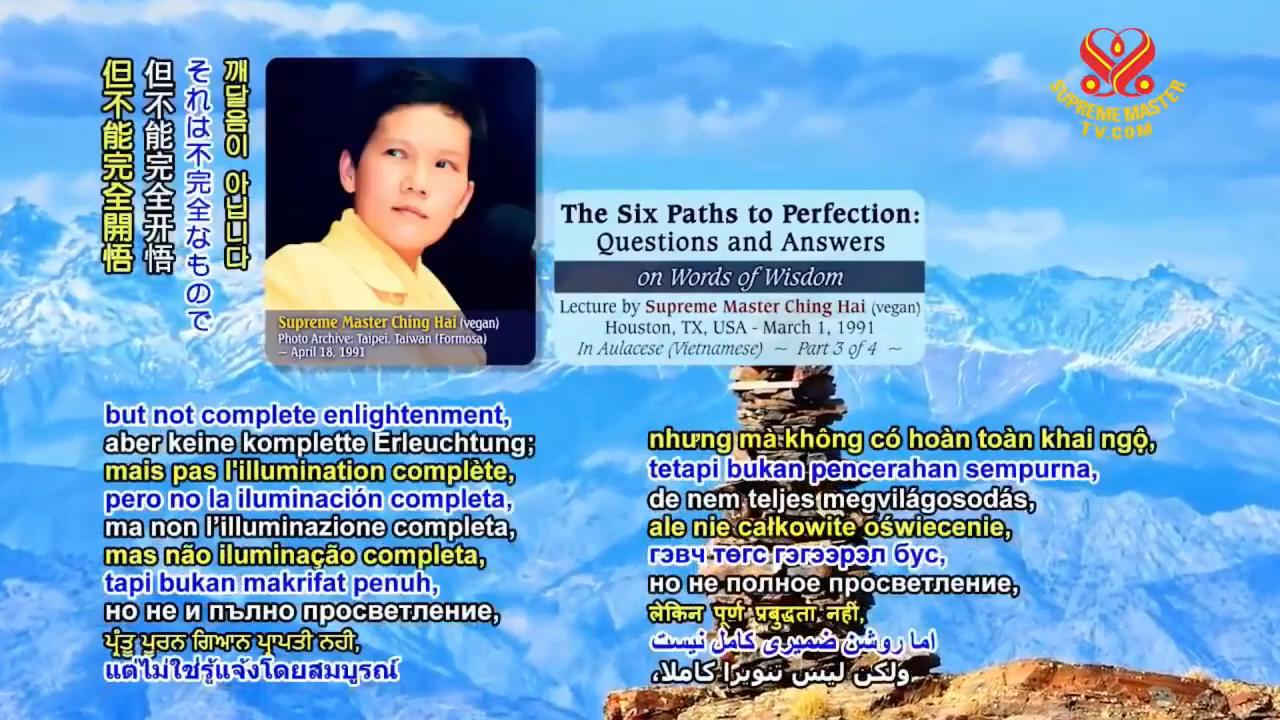 但不能完全開悟
但不能完全开悟
それは不完全なもので
깨달음이 아닙니다
Supreme Master Ching Hai (vegan)
Photo Archive: Taipei, Taiwan (Formosa)
~ April 18, 1991
SUPREME MASTER
TV.COM
The Six Paths to Perfection:
Questions and Answers
on Words of Wisdom
Lecture by Supreme Master Ching Hai (vegan)
Houston, TX, USA - March 1, 1991
In Aulacese (Vietnamese) ~ Part 3 of 4 ~
but not complete enlightenment,
aber keine komplette Erleuchtung;
mais pas l'illumination complète,
pero no la iluminación completa,
ma non l’illuminazione completa,
mas não iluminação completa,
tapi bukan makrifat penuh,
но не и пълно просветление,
ਪ੍ਰੰਤੂ ਪੂਰਨ ਗਿਆਨ ਪ੍ਰਾਪਤੀ ਨਹੀ,
แต่ไม่ใช่รู้แจ้งโดยสมบูรณ์
nhưng mà không có hoàn toàn khai ngộ,
tetapi bukan pencerahan sempurna,
de nem teljes megvilágosodás,
ale nie całkowite oświecenie,
гэвч төгс гэгээрэл бус,
но не полное просветление,
लेकिन पूर्ण प्रबुद्धता नहीं,
اما روشن ضمیری کامل نیست
ولكن ليس تنويرا كاملا،